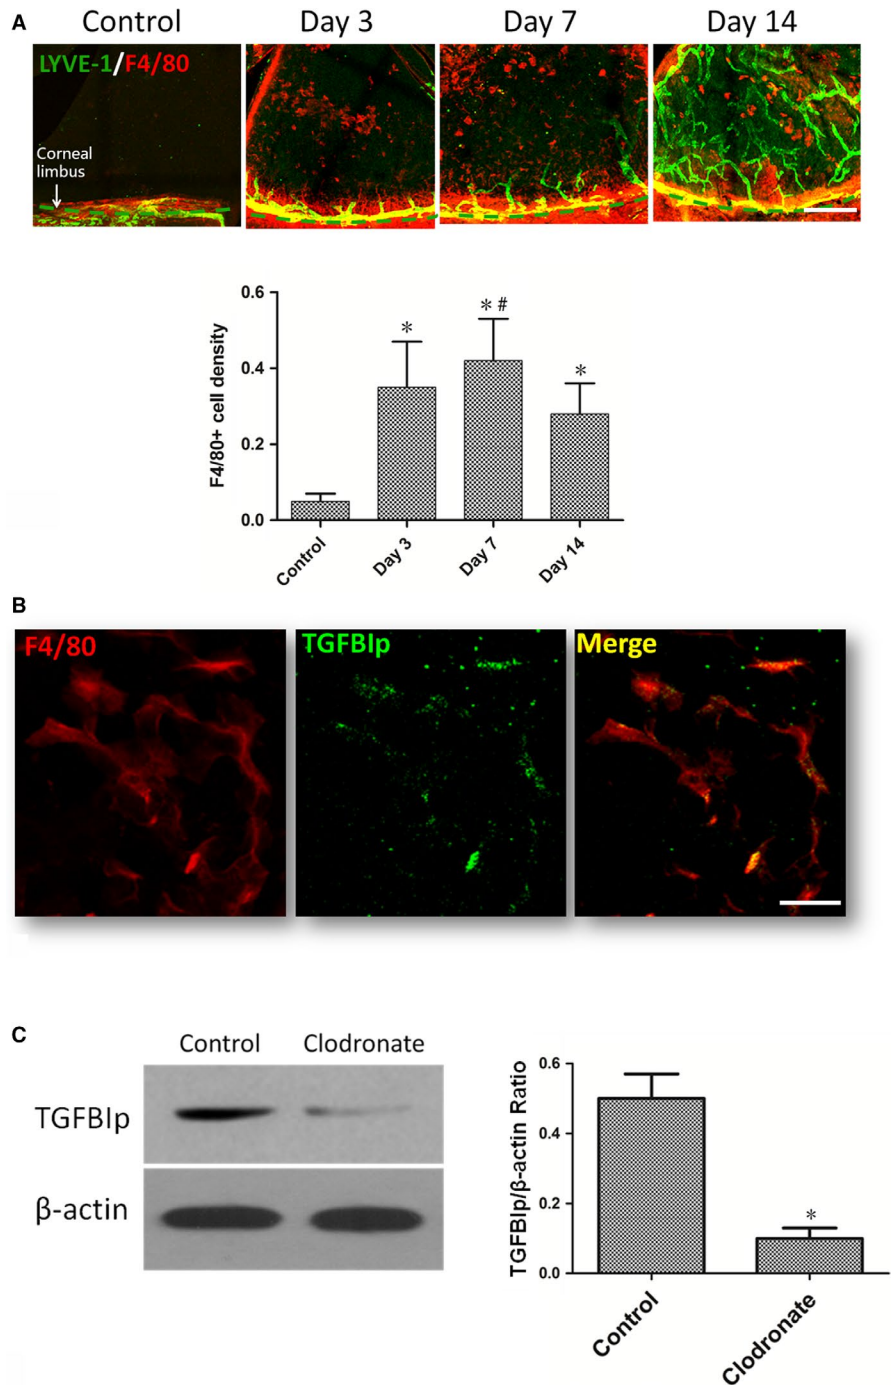 A
Control Day 3 Day 7 Day 14
LYVE-1/F4/80
Corneal
limbus
F4/80+ cell density
0.6
0.4
0.2
0.0
* *# *
Control Day 3 Day 7 Day 14
B
F4/80 TGFBIp Merge
C
Control Clodronate
TGFBIp
β-actin
TGFBIp/β-actin Ratio
0.6
0.4
0.2
0.0
*
Control Clodronate